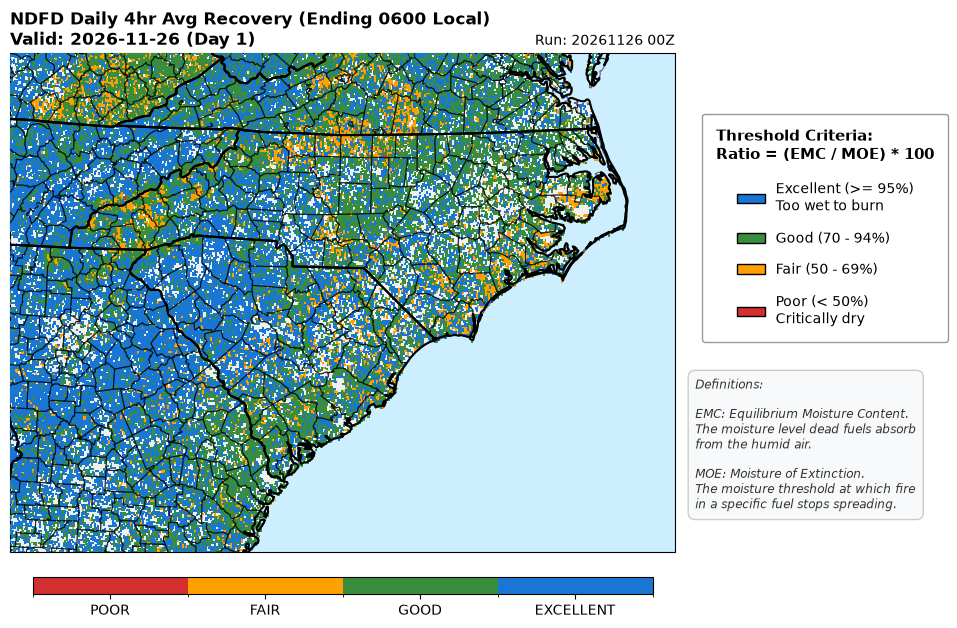 NDFD Daily 4hr Avg Recovery (Ending 0600 Local)
Valid: 2026-11-26 (Day 1)
Run: 20261126 00Z
Threshold Criteria:
Ratio = (EMC / MOE) * 100
Excellent (>= 95%)
Too wet to burn
Good (70 - 94%)
Fair (50 - 69%)
Poor (< 50%)
Critically dry
Definitions:
EMC: Equilibrium Moisture Content.
The moisture level dead fuels absorb
from the humid air.
MOE: Moisture of Extinction.
The moisture threshold at which fire
in a specific fuel stops spreading.
POOR
FAIR
GOOD
EXCELLENT